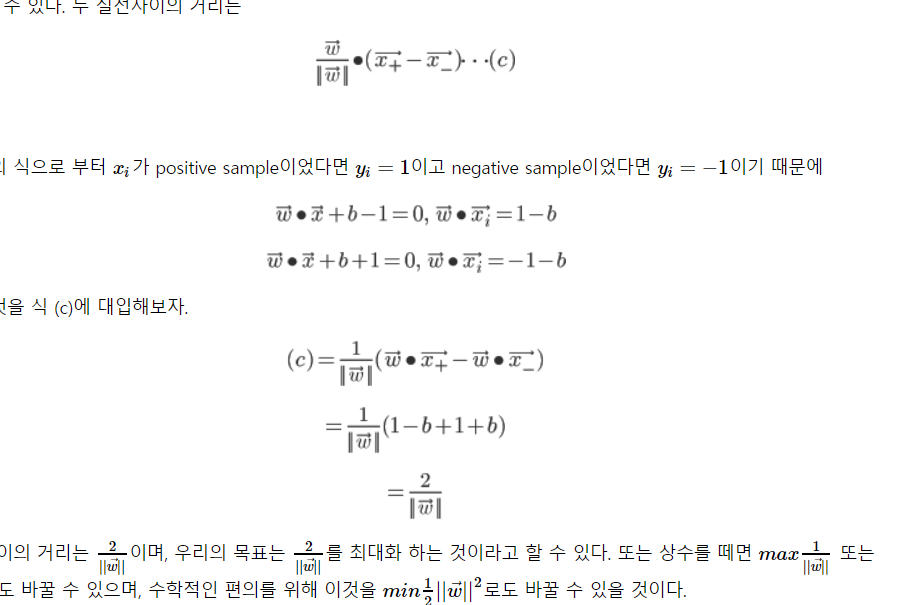 수 있다. 두 실선사이의 거리는
$\frac{\vec{w}}{\|\vec{w}\|} \bullet (\vec{x_+} - \vec{x_-}) \cdots (c)$
식으로 부터 $x_i$가 positive sample이었다면 $y_i = 1$이고 negative sample이었다면 $y_i = -1$이기 때문에
$\vec{w} \bullet \vec{x} + b - 1 = 0, \vec{w} \bullet \vec{x_i} = 1 - b$
$\vec{w} \bullet \vec{x} + b + 1 = 0, \vec{w} \bullet \vec{x_i} = -1 - b$
식 (c)에 대입해보자.
$(c) = \frac{1}{\|\vec{w}\|} (\vec{w} \bullet \vec{x_+} - \vec{w} \bullet \vec{x_-})$
$= \frac{1}{\|\vec{w}\|} (1 - b + 1 + b)$
$= \frac{2}{\|\vec{w}\|}$
이의 거리는 $\frac{2}{||\vec{w}||}$이며, 우리의 목표는 $\frac{2}{||\vec{w}||}$를 최대화 하는 것이라고 할 수 있다. 또는 상수를 떼면 $max \frac{1}{||\vec{w}||}$ 또는
도 바꿀 수 있으며, 수학적인 편의를 위해 이것을 $min \frac{1}{2} ||\vec{w}||^2$로도 바꿀 수 있을 것이다.